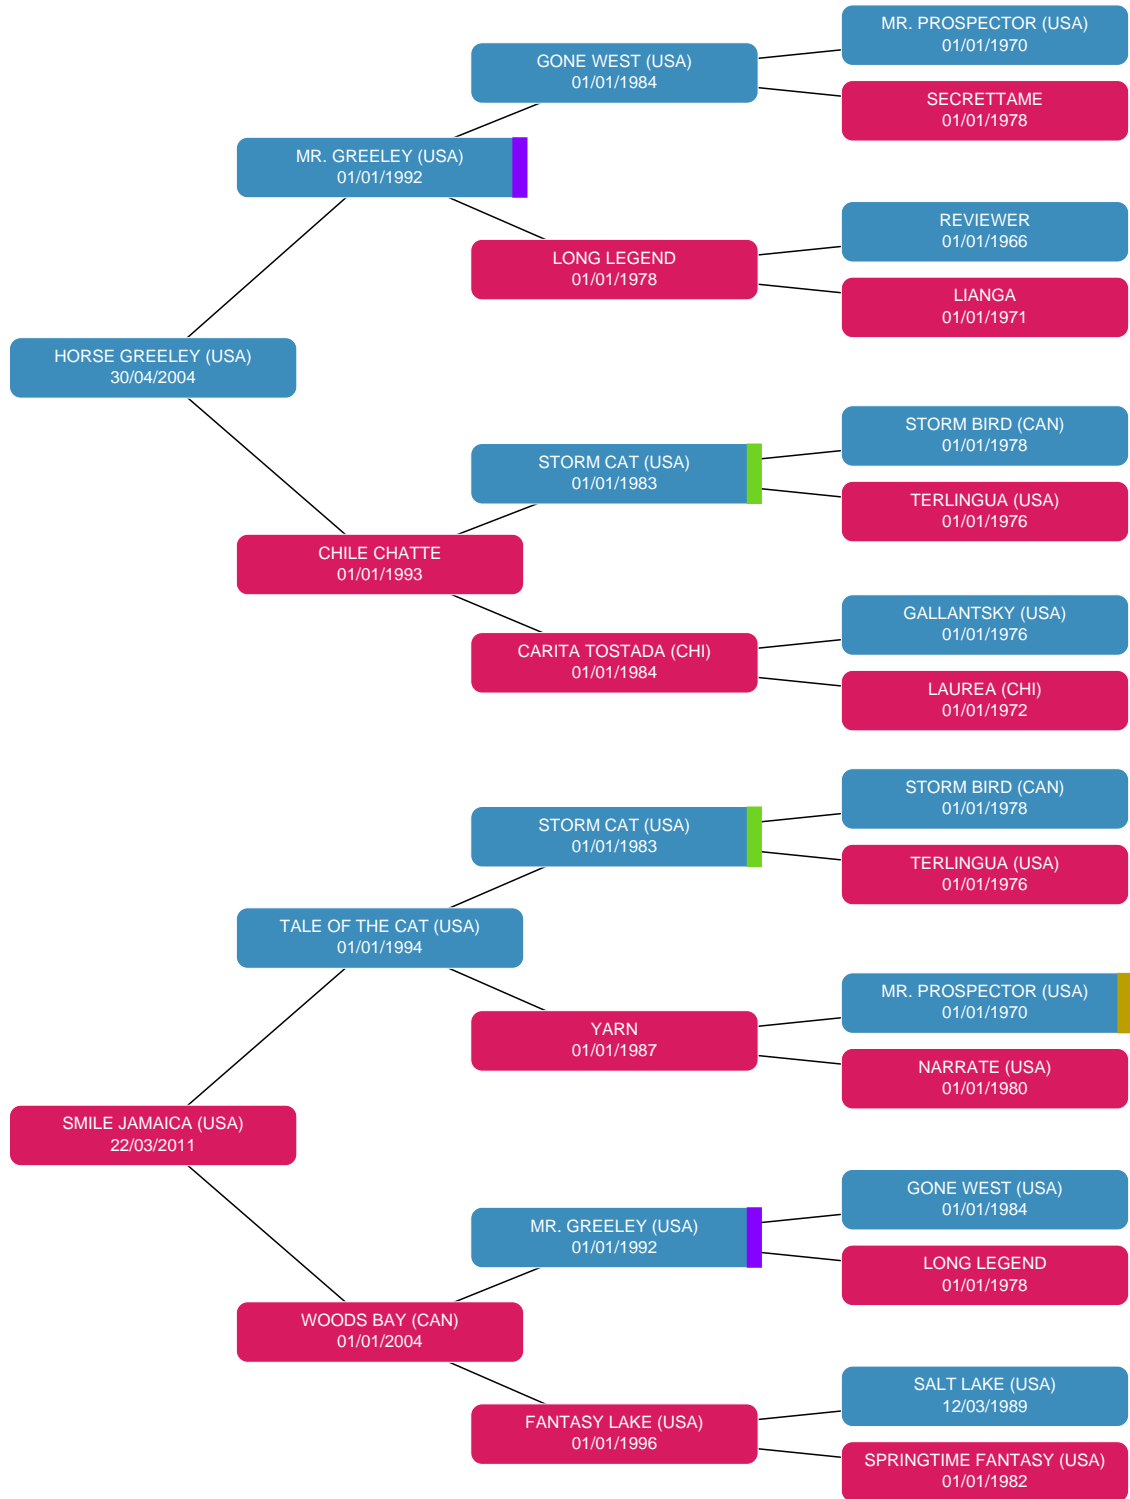 MR. PROSPECTOR (USA)
01/01/1970
GONE WEST (USA)
01/01/1984
SECRETTAME
01/01/1978
MR. GREELEY (USA)
01/01/1992
REVIEWER
01/01/1966
LONG LEGEND
01/01/1978
LIANGA
01/01/1971
HORSE GREELEY (USA)
30/04/2004
STORM BIRD (CAN)
01/01/1978
STORM CAT (USA)
01/01/1983
TERLINGUA (USA)
01/01/1976
CHILE CHATTE
01/01/1993
GALLANTSKY (USA)
01/01/1976
CARITA TOSTADA (CHI)
01/01/1984
LAUREA (CHI)
01/01/1972
STORM BIRD (CAN)
01/01/1978
STORM CAT (USA)
01/01/1983
TERLINGUA (USA)
01/01/1976
TALE OF THE CAT (USA)
01/01/1994
MR. PROSPECTOR (USA)
01/01/1970
YARN
01/01/1987
NARRATE (USA)
01/01/1980
SMILE JAMAICA (USA)
22/03/2011
GONE WEST (USA)
01/01/1984
MR. GREELEY (USA)
01/01/1992
LONG LEGEND
01/01/1978
WOODS BAY (CAN)
01/01/2004
SALT LAKE (USA)
12/03/1989
FANTASY LAKE (USA)
01/01/1996
SPRINGTIME FANTASY (USA)
01/01/1982